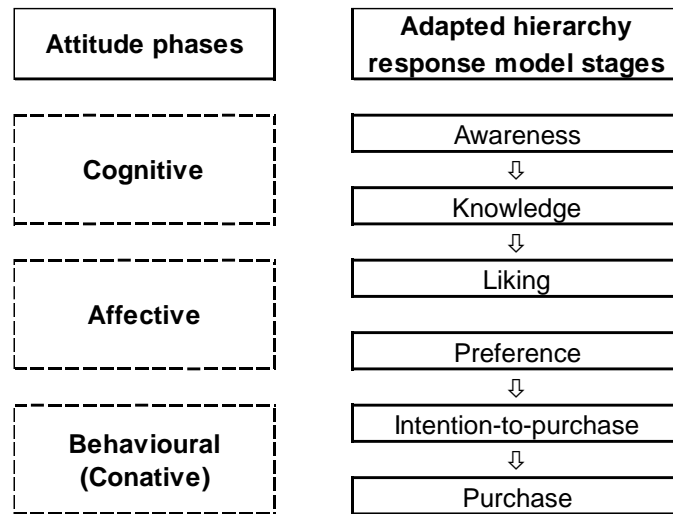 Attitude phases
Adapted hierarchy
response model stages
Cognitive
Awareness
⇩
Knowledge
⇩
Liking
Affective
Preference
⇩
Intention-to-purchase
Behavioural
(Conative)
⇩
Purchase